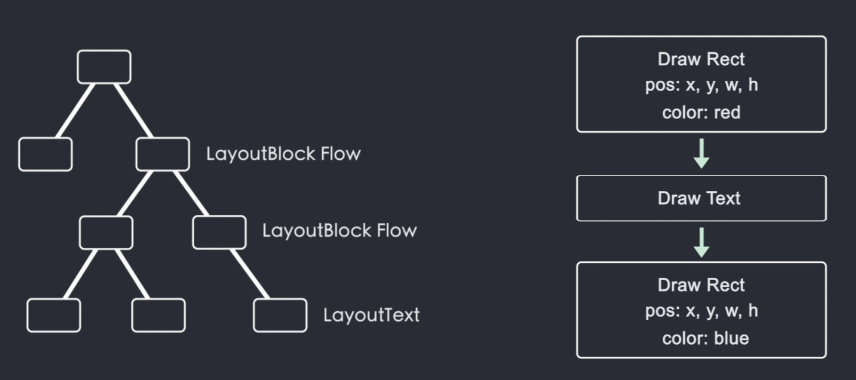 LayoutBlock Flow
LayoutBlock Flow
LayoutText
Draw Rect
pos: x, y, w, h
color: red
Draw Text
Draw Rect
pos: x, y, w, h
color: blue